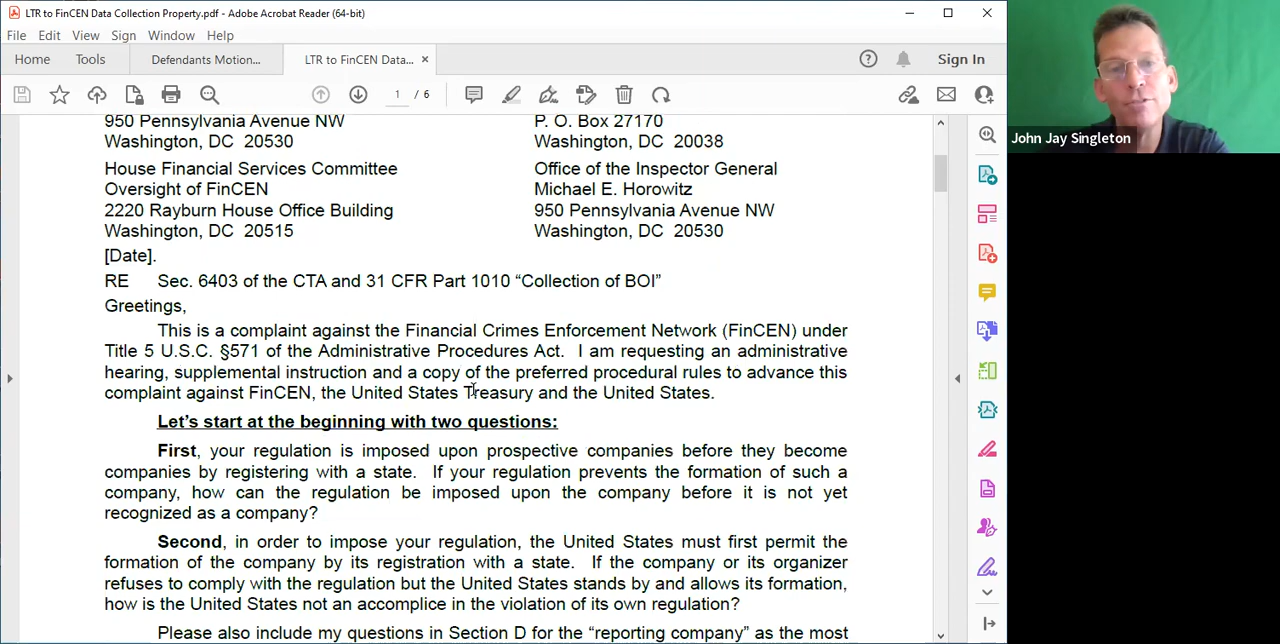 LTR to FinCEN Data Collection Property.pdf - Adobe Acrobat Reader (64-bit)
File Edit View Sign Window Help
Home Tools Defendants Motion... LTR to FinCEN Data... × Sign In
1 / 6
John Jay Singleton
950 Pennsylvania Avenue NW
Washington, DC 20530
P. O. Box 27170
Washington, DC 20038
House Financial Services Committee
Oversight of FinCEN
2220 Rayburn House Office Building
Washington, DC 20515
Office of the Inspector General
Michael E. Horowitz
950 Pennsylvania Avenue NW
Washington, DC 20530
[Date].
RE Sec. 6403 of the CTA and 31 CFR Part 1010 “Collection of BOI”
Greetings,
This is a complaint against the Financial Crimes Enforcement Network (FinCEN) under
Title 5 U.S.C. §571 of the Administrative Procedures Act. I am requesting an administrative
hearing, supplemental instruction and a copy of the preferred procedural rules to advance this
complaint against FinCEN, the United States Treasury and the United States.
Let’s start at the beginning with two questions:
First, your regulation is imposed upon prospective companies before they become
companies by registering with a state. If your regulation prevents the formation of such a
company, how can the regulation be imposed upon the company before it is not yet
recognized as a company?
Second, in order to impose your regulation, the United States must first permit the
formation of the company by its registration with a state. If the company or its organizer
refuses to comply with the regulation but the United States stands by and allows its formation,
how is the United States not an accomplice in the violation of its own regulation?
Please also include my questions in Section D for the “reporting company” as the most